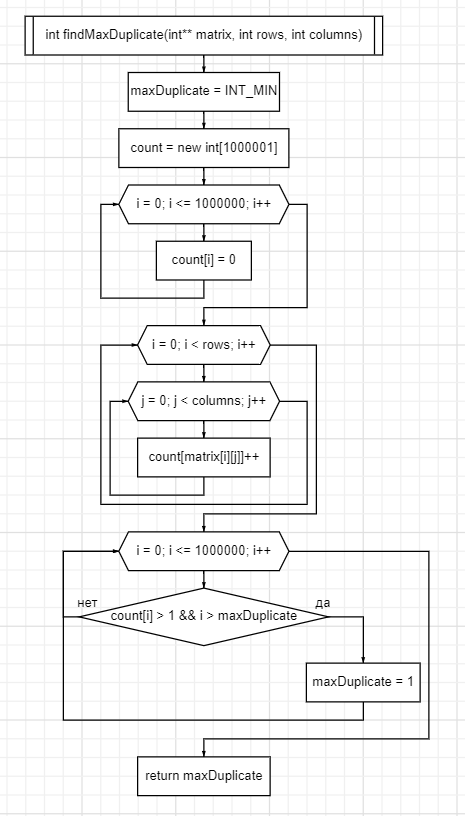 int findMaxDuplicate(int** matrix, int rows, int columns)
maxDuplicate = INT_MIN
count = new int[1000001]
i = 0; i <= 1000000; i++
count[i] = 0
i = 0; i < rows; i++
j = 0; j < columns; j++
count[matrix[i][j]]++
i = 0; i <= 1000000; i++
нет
да
count[i] > 1 && i > maxDuplicate
maxDuplicate = 1
return maxDuplicate